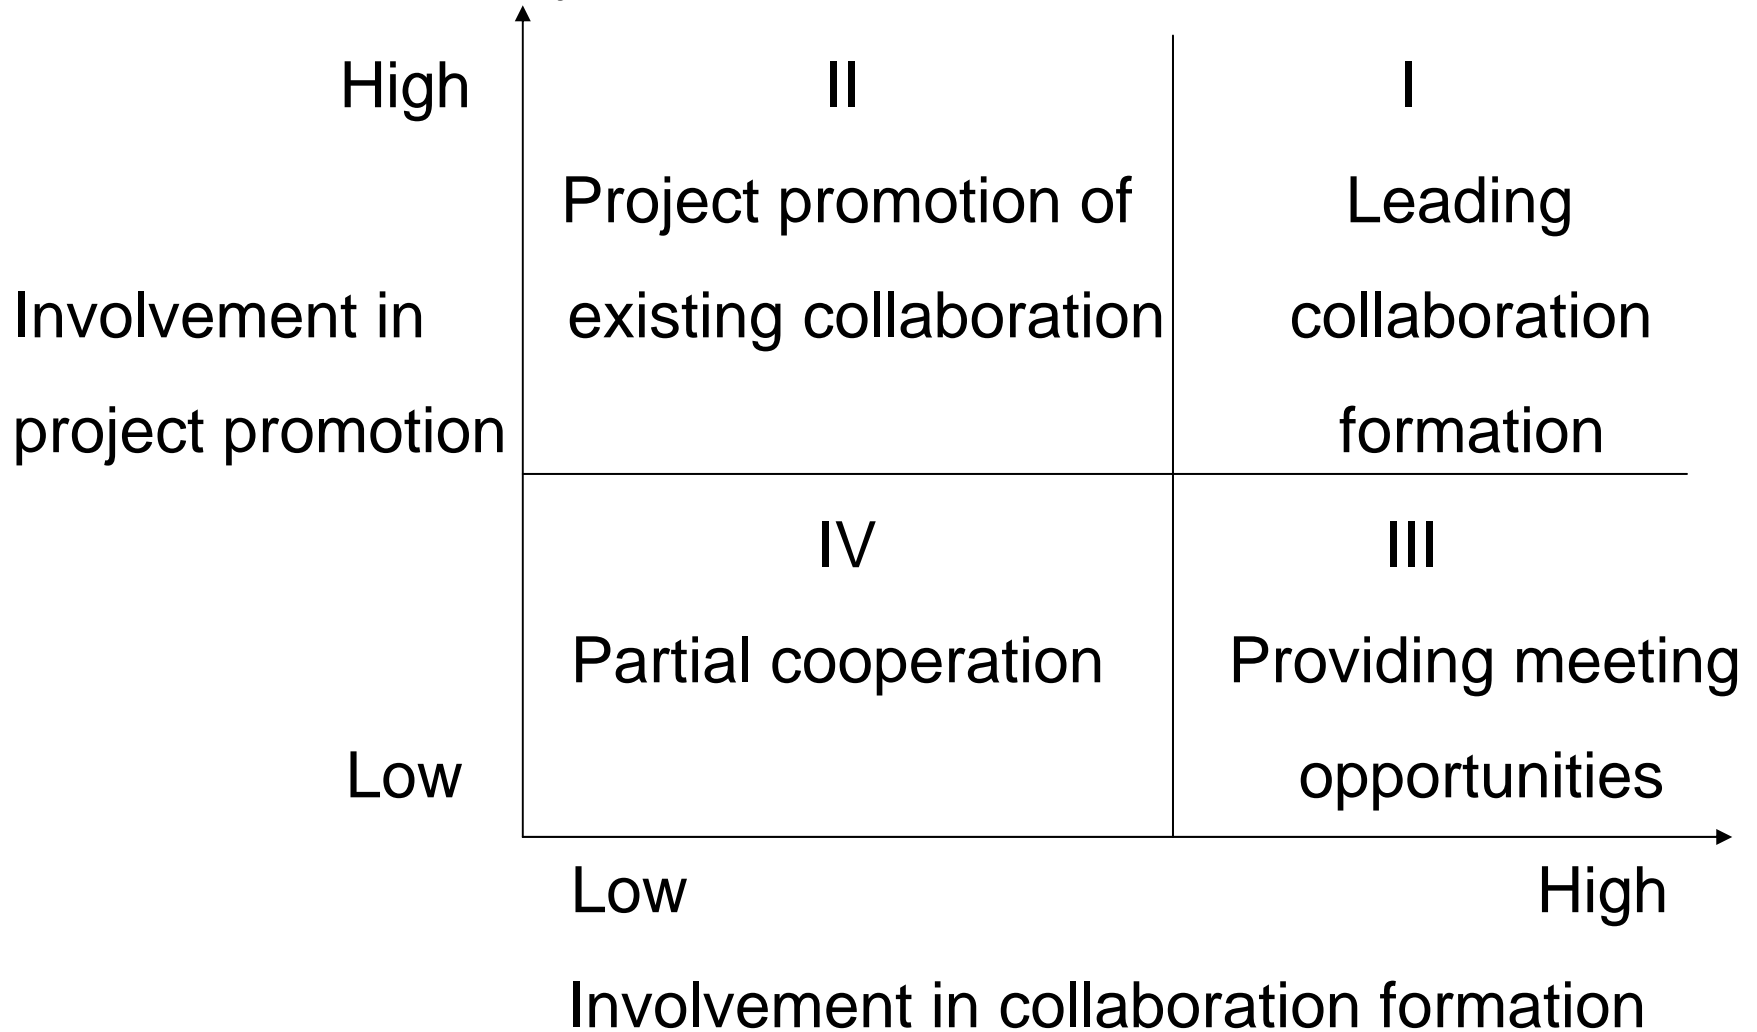 High II I
Project promotion of Leading
Involvement in existing collaboration collaboration
project promotion formation
IV III
Partial cooperation Providing meeting
Low opportunities
Low High
Involvement in collaboration formation